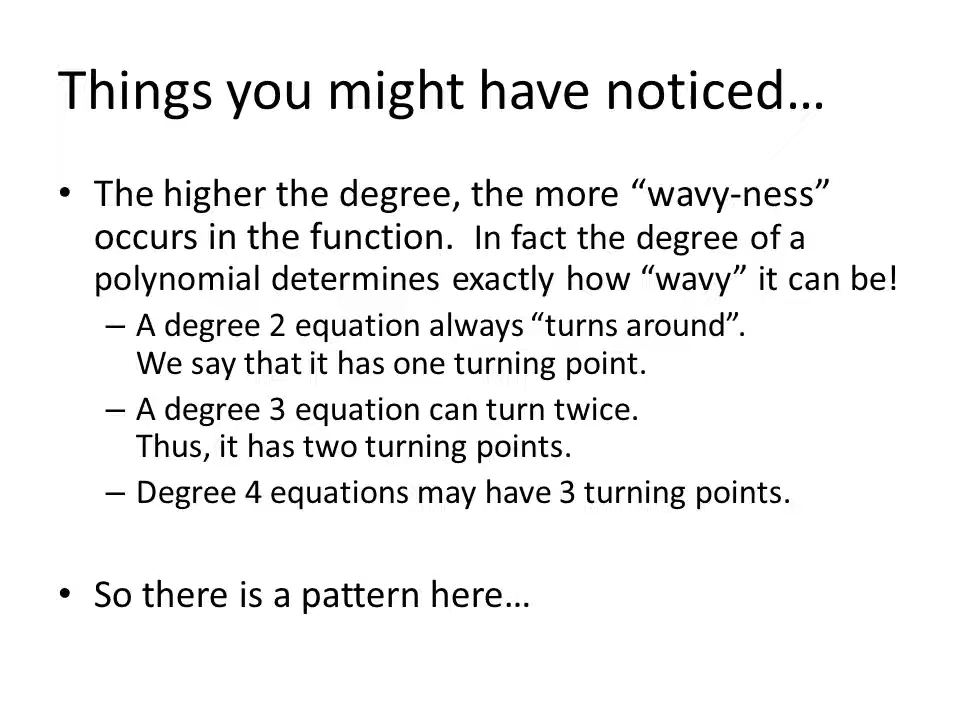 Things you might have noticed…
• The higher the degree, the more “wavy-ness”
occurs in the function.  In fact the degree of a
polynomial determines exactly how “wavy” it can be!
– A degree 2 equation always “turns around”.
We say that it has one turning point.
– A degree 3 equation can turn twice.
Thus, it has two turning points.
– Degree 4 equations may have 3 turning points.
• So there is a pattern here…